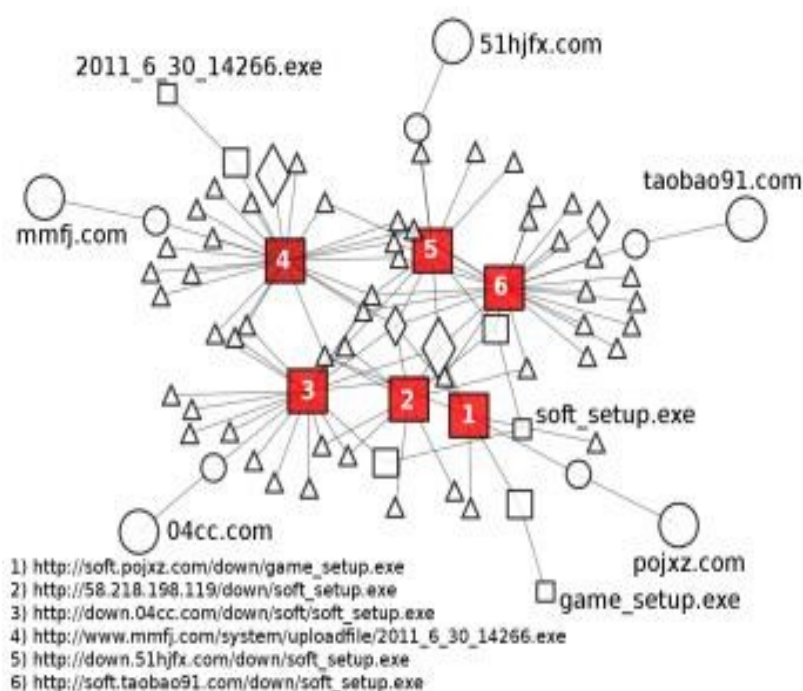 51hjfx.com
2011_6_30_14266.exe
taobao91.com
mmfj.com
4
5
6
3
2
1
soft_setup.exe
04cc.com
pojxz.com
game_setup.exe
1) http://soft.pojxz.com/down/game_setup.exe
2) http://58.218.198.119/down/soft_setup.exe
3) http://down.04cc.com/down/soft/soft_setup.exe
4) http://www.mmfj.com/system/uploadfile/2011_6_30_14266.exe
5) http://down.51hjfx.com/down/soft_setup.exe
6) http://soft.taobao91.com/down/soft_setup.exe